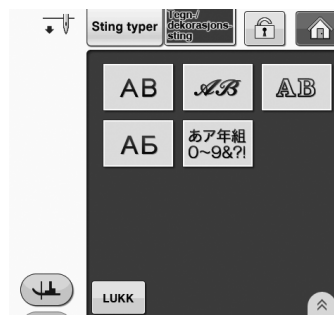 Sting typer
Tegn-/
dekorasjons-
sting
AB
AB
AB
АБ
あア年組
0~9&?!
LUKK